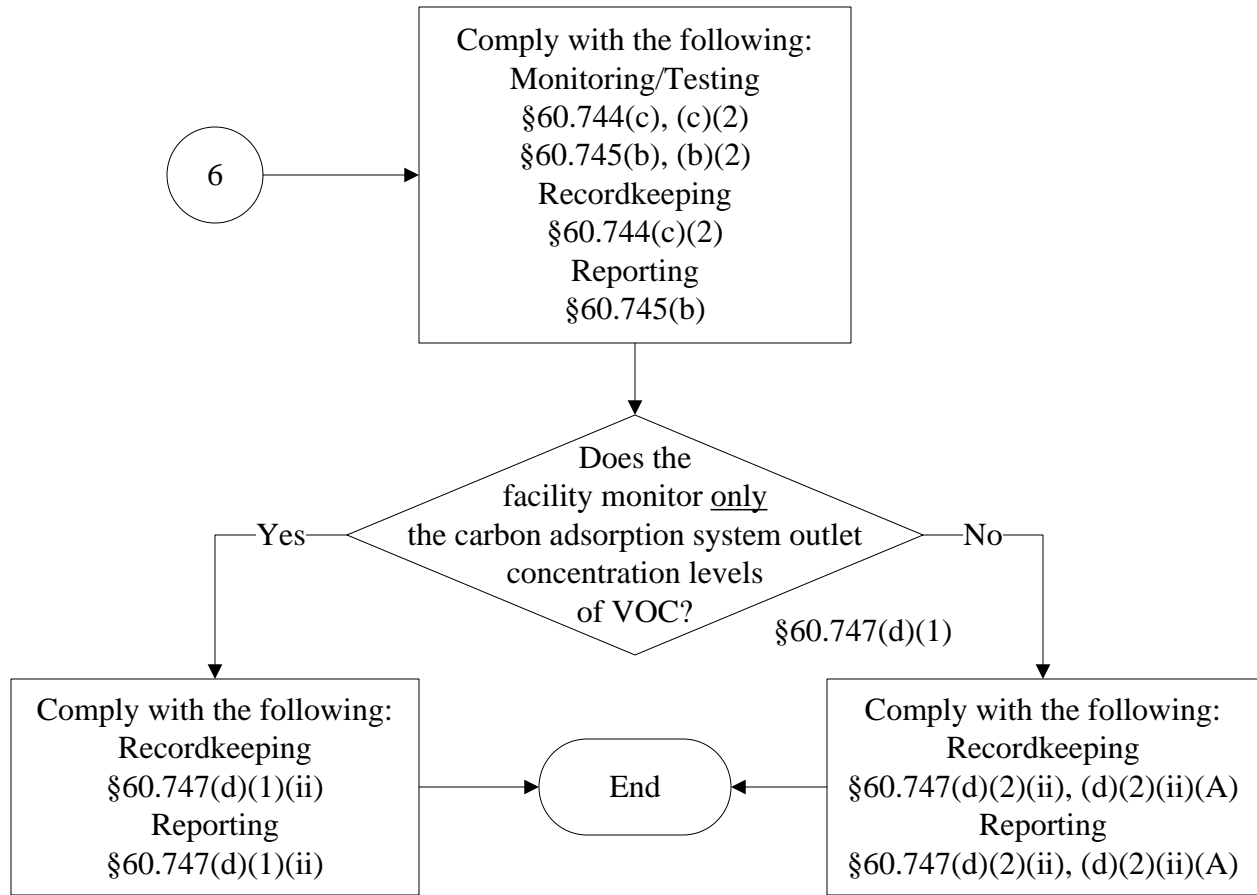 6
Comply with the following:
Monitoring/Testing
§60.744(c), (c)(2)
§60.745(b), (b)(2)
Recordkeeping
§60.744(c)(2)
Reporting
§60.745(b)
Does the
facility monitor only
the carbon adsorption system outlet
concentration levels
of VOC?
Yes
No
§60.747(d)(1)
Comply with the following:
Recordkeeping
§60.747(d)(1)(ii)
Reporting
§60.747(d)(1)(ii)
End
Comply with the following:
Recordkeeping
§60.747(d)(2)(ii), (d)(2)(ii)(A)
Reporting
§60.747(d)(2)(ii), (d)(2)(ii)(A)